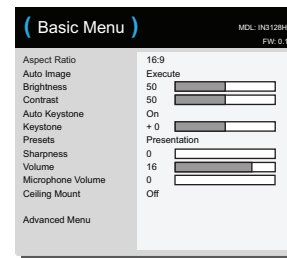 ( Basic Menu )
MDL: IN3128H
FW: 0.1
Aspect Ratio 16:9
Auto Image Execute
Brightness 50
Contrast 50
Auto Keystone On
Keystone + 0
Presets Presentation
Sharpness 0
Volume 16
Microphone Volume 0
Ceiling Mount Off
Advanced Menu